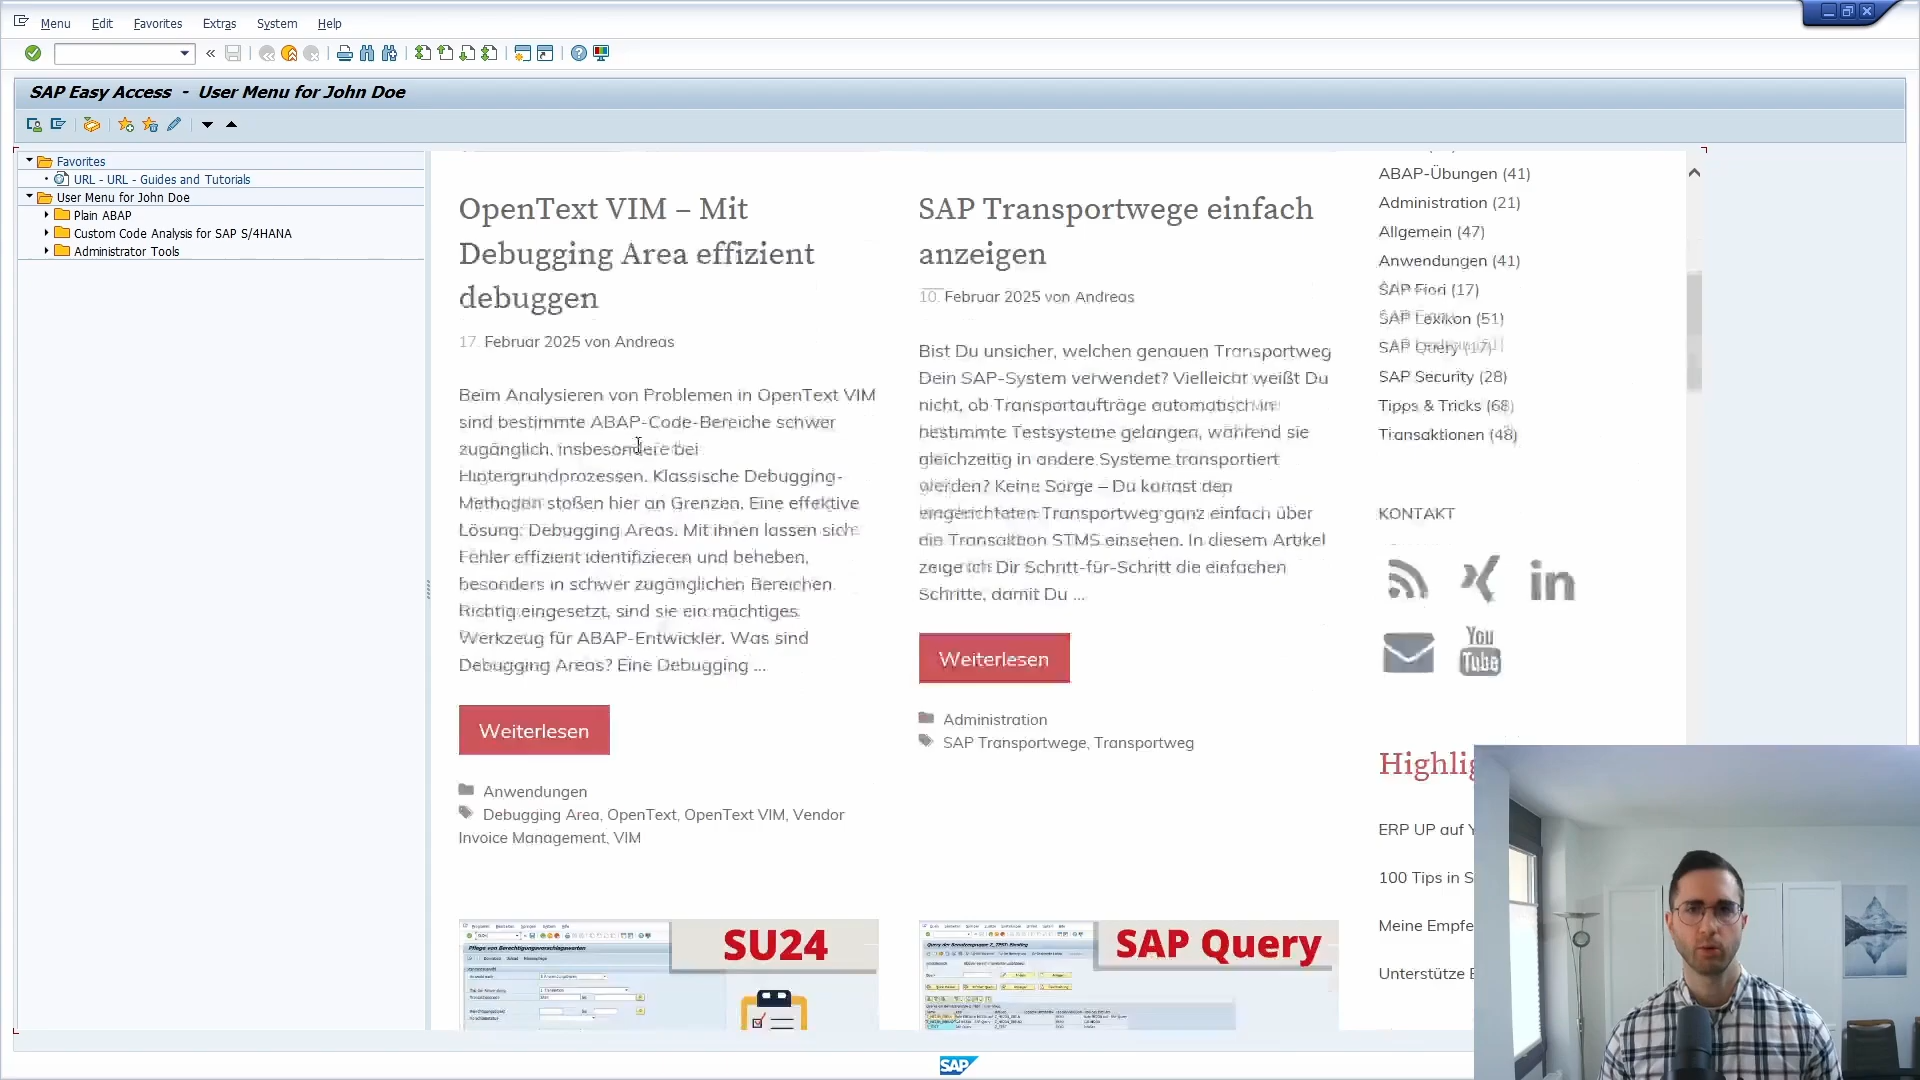 Menu Edit Favorites Extras System Help
SAP Easy Access - User Menu for John Doe
Favorites
URL - URL - Guides and Tutorials
User Menu for John Doe
Plain ABAP
Custom Code Analysis for SAP S/4HANA
Administrator Tools
OpenText VIM – Mit
Debugging Area effizient
debuggen
17. Februar 2025 von Andreas
Beim Analysieren von Problemen in OpenText VIM
sind bestimmte ABAP-Code-Bereiche schwer
zugänglich, insbesondere bei
Hintergrundprozessen. Klassische Debugging-
Methoden stoßen hier an Grenzen. Eine effektive
Lösung: Debugging Areas. Mit ihnen lassen sich
Fehler effizient identifizieren und beheben,
besonders in schwer zugänglichen Bereichen.
Richtig eingesetzt, sind sie ein mächtiges
Werkzeug für ABAP-Entwickler. Was sind
Debugging Areas? Eine Debugging ...
Weiterlesen
Anwendungen
Debugging Area, OpenText, OpenText VIM, Vendor
Invoice Management, VIM
SU24
SAP Transportwege einfach
anzeigen
10. Februar 2025 von Andreas
Bist Du unsicher, welchen genauen Transportweg
Dein SAP-System verwendet? Vielleicht weißt Du
nicht, ob Transportaufträge automatisch in
bestimmte Testsysteme gelangen, während sie
gleichzeitig in andere Systeme transportiert
werden? Keine Sorge – Du kannst den
eingerichteten Transportweg ganz einfach über
die Transaktion STMS einsehen. In diesem Artikel
zeige ich Dir Schritt-für-Schritt die einfachen
Schritte, damit Du ...
Weiterlesen
Administration
SAP Transportwege, Transportweg
SAP Query
ABAP-Übungen (41)
Administration (21)
Allgemein (47)
Anwendungen (41)
SAP Fiori (17)
SAP Lexikon (51)
SAP Query (17)
SAP Security (28)
Tipps & Tricks (68)
Transaktionen (48)
KONTAKT
in
You
Tube
Highli
ERP UP auf
100 Tips in S
Meine Empfe
Unterstütze
SAP